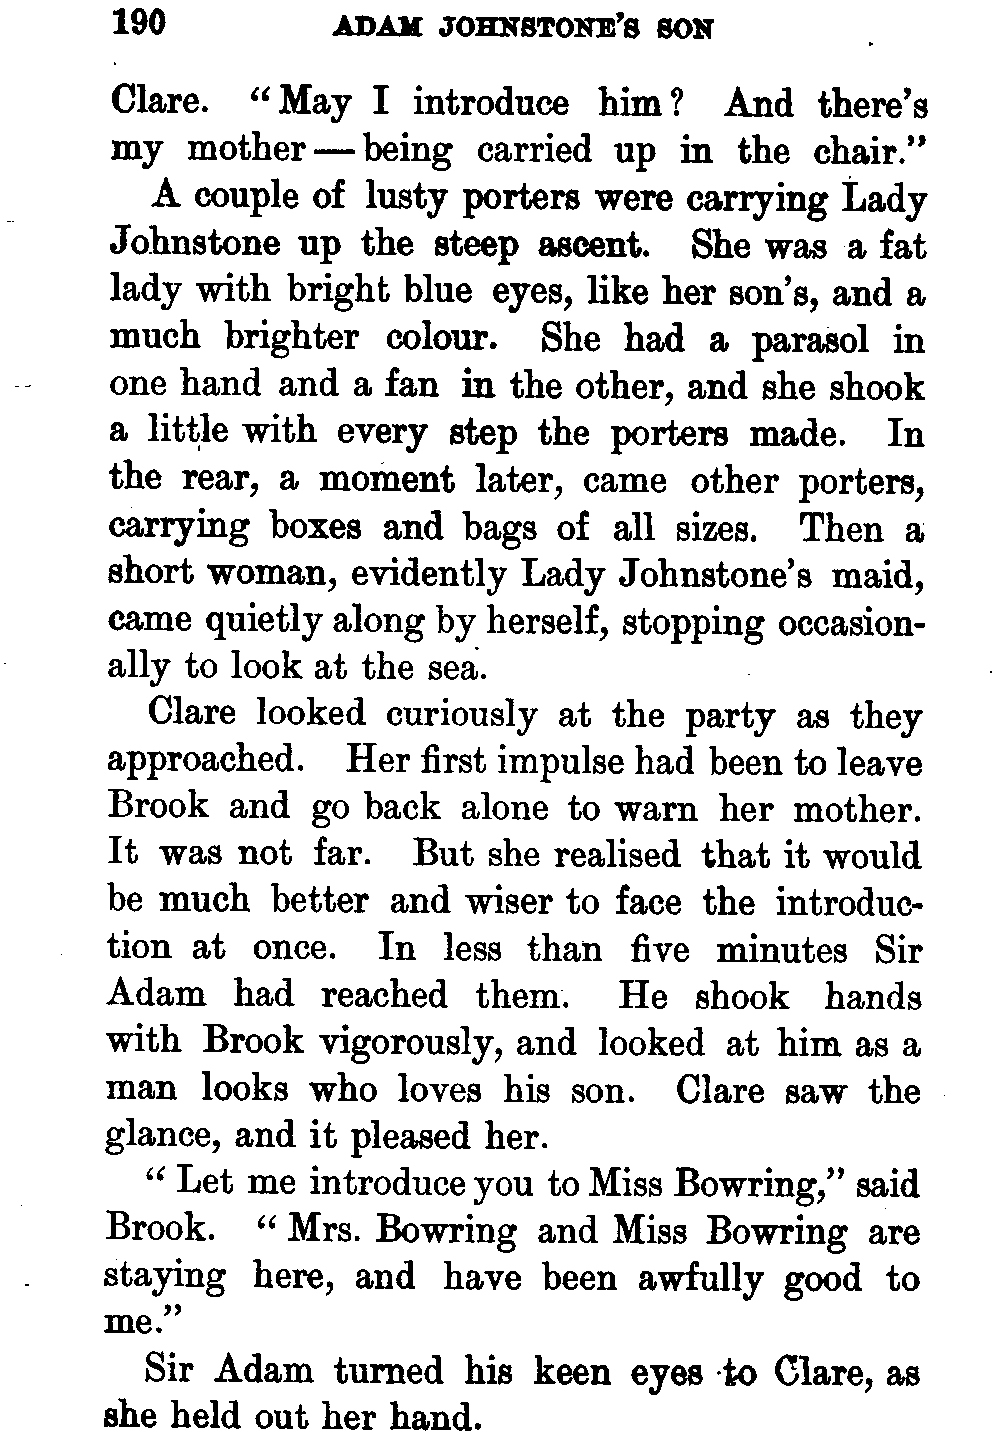 190 ADAM JOHNSTONE'S SON
Clare. "May I introduce him? And there's
my mother — being carried up in the chair."
A couple of lusty porters were carrying Lady
Johnstone up the steep ascent. She was a fat
lady with bright blue eyes, like her son's, and a
much brighter colour. She had a parasol in
one hand and a fan in the other, and she shook
a little with every step the porters made. In
the rear, a moment later, came other porters,
carrying boxes and bags of all sizes. Then a
short woman, evidently Lady Johnstone's maid,
came quietly along by herself, stopping occasion-
ally to look at the sea.
Clare looked curiously at the party as they
approached. Her first impulse had been to leave
Brook and go back alone to warn her mother.
It was not far. But she realised that it would
be much better and wiser to face the introduc-
tion at once. In less than five minutes Sir
Adam had reached them. He shook hands
with Brook vigorously, and looked at him as a
man looks who loves his son. Clare saw the
glance, and it pleased her.
"Let me introduce you to Miss Bowring," said
Brook. "Mrs. Bowring and Miss Bowring are
staying here, and have been awfully good to
me."
Sir Adam turned his keen eyes to Clare, as
she held out her hand.